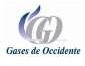 Gases de Occidente